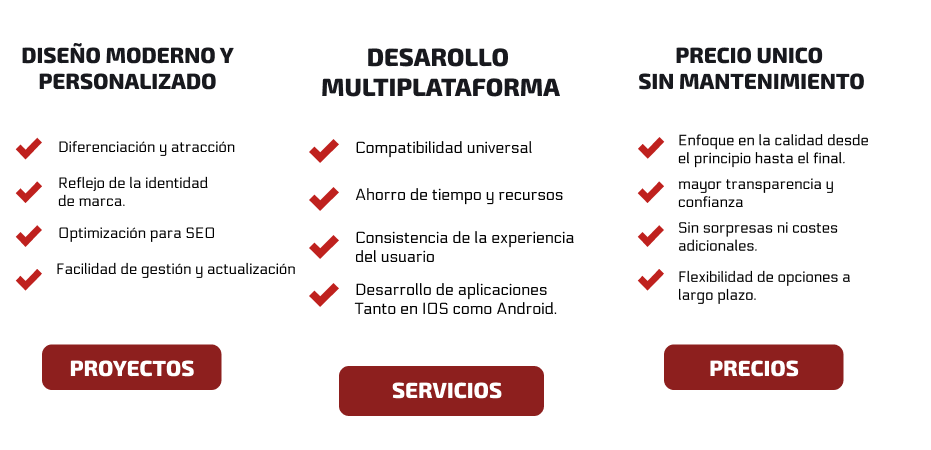 DISEÑO MODERNO Y
PERSONALIZADO
Diferenciación y atracción
Reflejo de la identidad
de marca.
Optimización para SEO
Facilidad de gestión y actualización
PROYECTOS
DESAROLLO
MULTIPLATAFORMA
Compatibilidad universal
Ahorro de tiempo y recursos
Consistencia de la experiencia
del usuario
Desarrollo de aplicaciones
Tanto en IOS como Android.
SERVICIOS
PRECIO UNICO
SIN MANTENIMIENTO
Enfoque en la calidad desde
el principio hasta el final.
mayor transparencia y
confianza
Sin sorpresas ni costes
adicionales.
Flexibilidad de opciones a
largo plazo.
PRECIOS